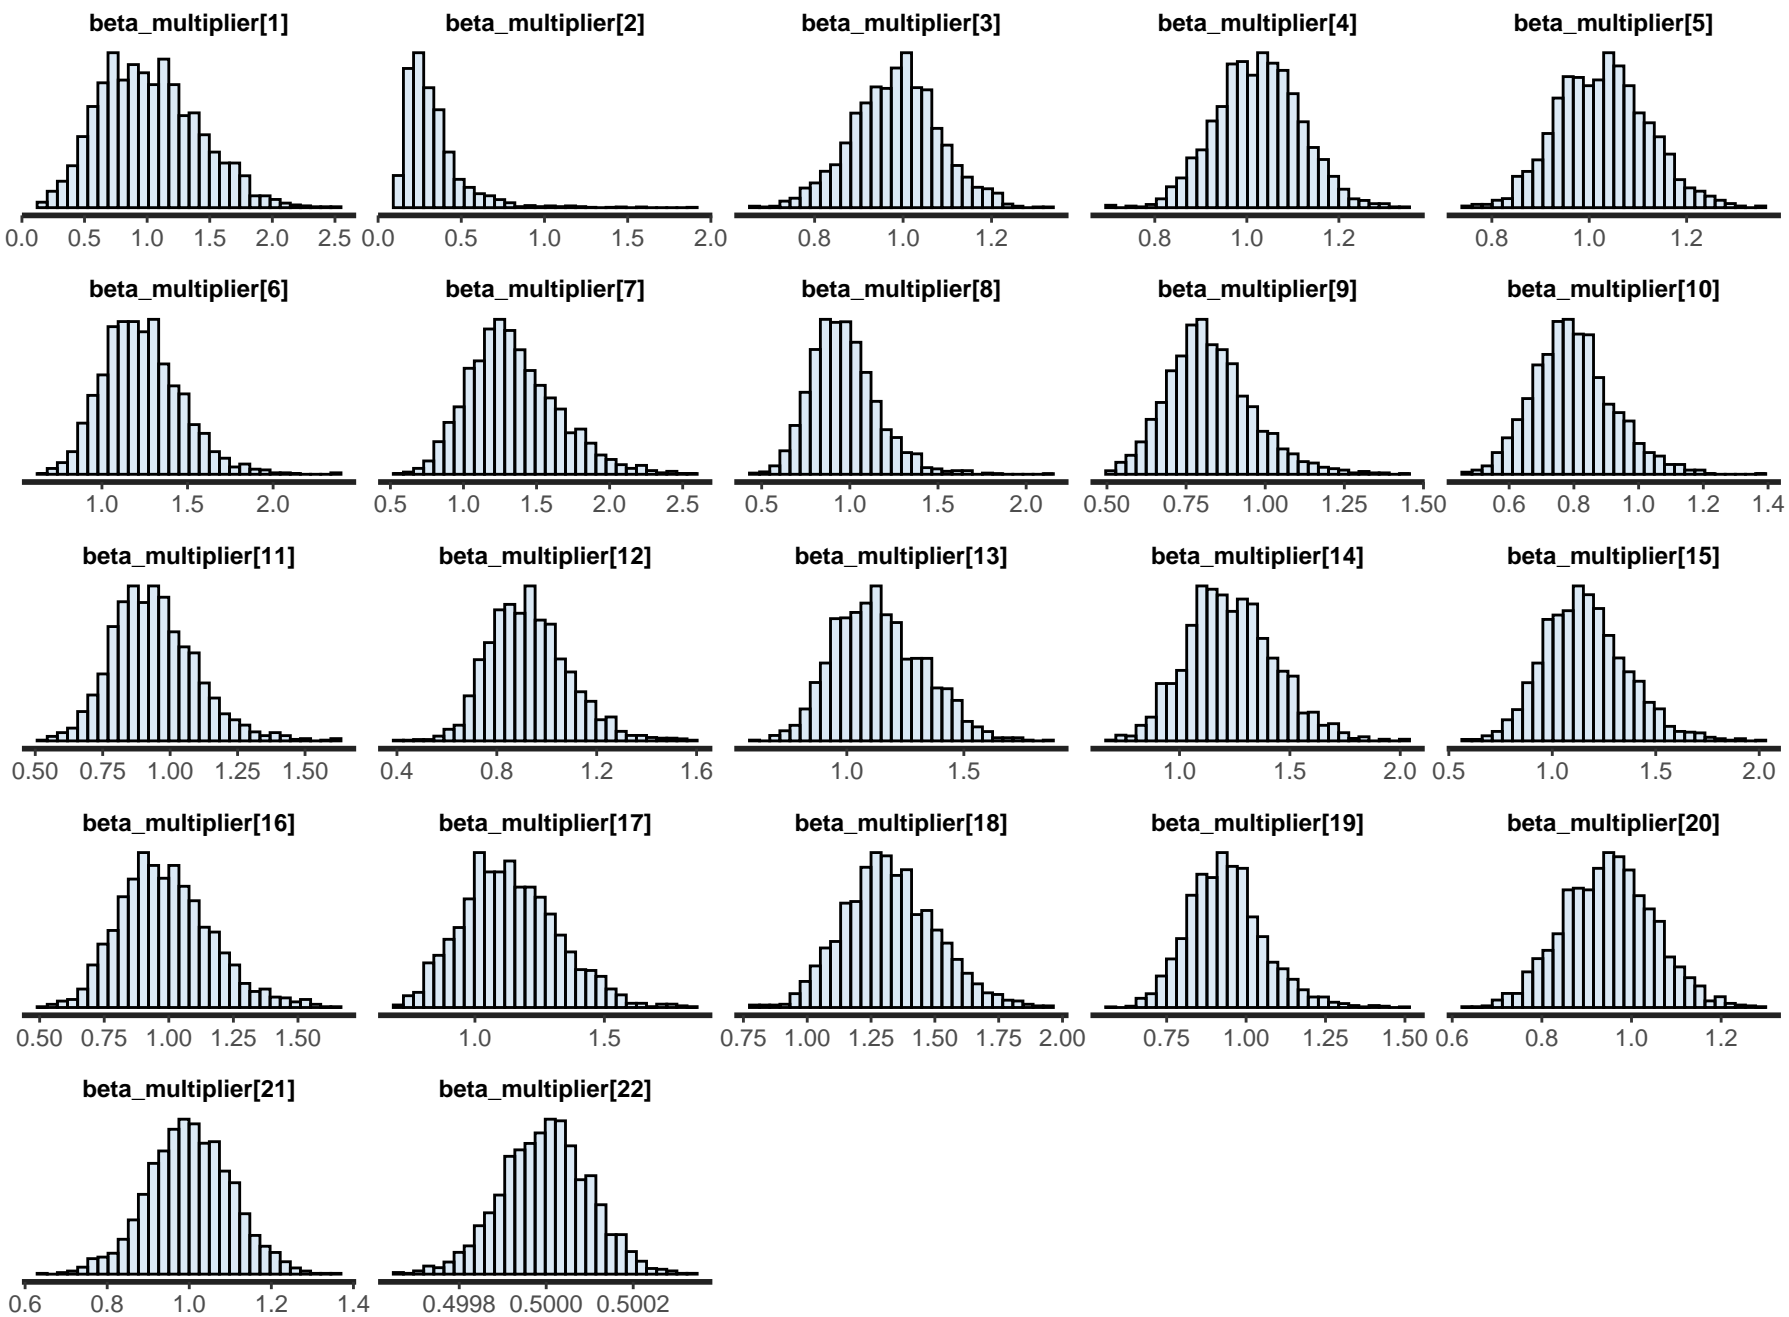 beta_multiplier[1] beta_multiplier[2] beta_multiplier[3] beta_multiplier[4] beta_multiplier[5]
0.0 0.5 1.0 1.5 2.0 2.5 0.0 0.5 1.0 1.5 2.0 0.8 1.0 1.2 0.8 1.0 1.2 0.8 1.0 1.2
beta_multiplier[6] beta_multiplier[7] beta_multiplier[8] beta_multiplier[9] beta_multiplier[10]
1.0 1.5 2.0 0.5 1.0 1.5 2.0 2.5 0.5 1.0 1.5 2.0 0.50 0.75 1.00 1.25 1.50 0.6 0.8 1.0 1.2 1.4
beta_multiplier[11] beta_multiplier[12] beta_multiplier[13] beta_multiplier[14] beta_multiplier[15]
0.50 0.75 1.00 1.25 1.50 0.4 0.8 1.2 1.6 1.0 1.5 1.0 1.5 2.0 0.5 1.0 1.5 2.0
beta_multiplier[16] beta_multiplier[17] beta_multiplier[18] beta_multiplier[19] beta_multiplier[20]
0.50 0.75 1.00 1.25 1.50 1.0 1.5 0.75 1.00 1.25 1.50 1.75 2.00 0.75 1.00 1.25 1.50 0.6 0.8 1.0 1.2
beta_multiplier[21] beta_multiplier[22]
0.6 0.8 1.0 1.2 1.4 0.4998 0.5000 0.5002